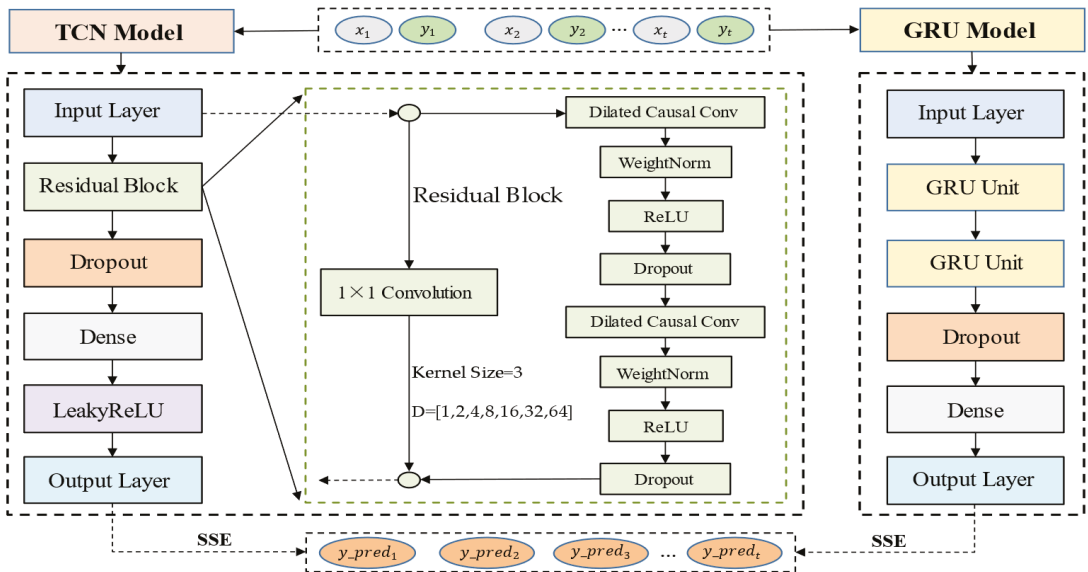 TCN Model
x1 y1 x2 y2 ... xt yt
GRU Model
Input Layer
Residual Block
Dropout
Dense
LeakyReLU
Output Layer
Residual Block
1×1 Convolution
Kernel Size=3
D=[1,2,4,8,16,32,64]
Dilated Causal Conv
WeightNorm
ReLU
Dropout
Dilated Causal Conv
WeightNorm
ReLU
Dropout
Input Layer
GRU Unit
GRU Unit
Dropout
Dense
Output Layer
SSE
y_pred1 y_pred2 y_pred3 ... y_predt
SSE